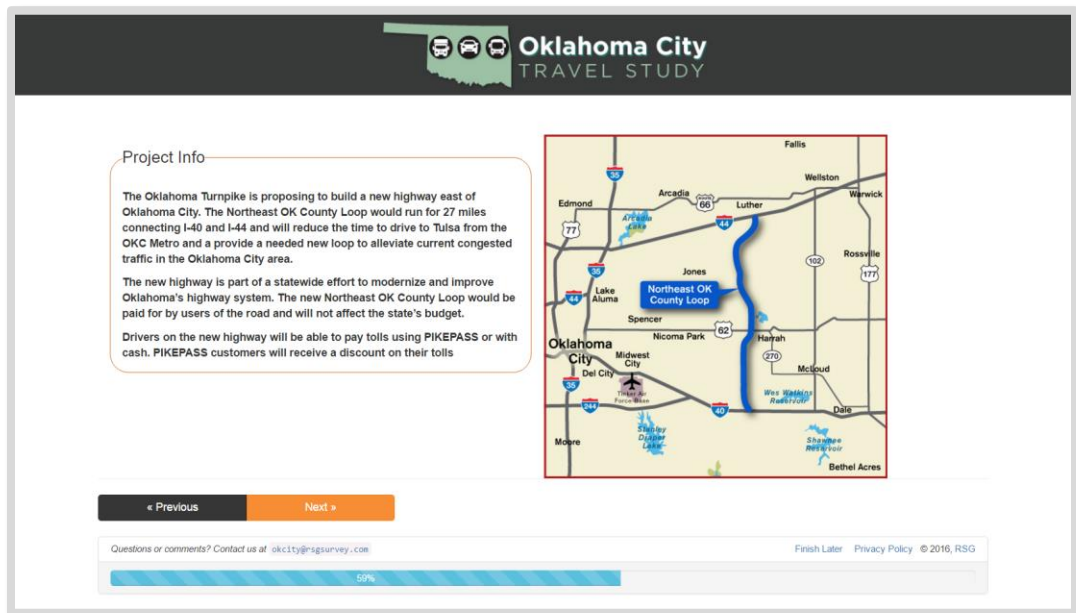 Oklahoma City
TRAVEL STUDY
Project Info
The Oklahoma Turnpike is proposing to build a new highway east of
Oklahoma City. The Northeast OK County Loop would run for 27 miles
connecting I-40 and I-44 and will reduce the time to drive to Tulsa from the
OKC Metro and a provide a needed new loop to alleviate current congested
traffic in the Oklahoma City area.
The new highway is part of a statewide effort to modernize and improve
Oklahoma's highway system. The new Northeast OK County Loop would be
paid for by users of the road and will not affect the state's budget.
Drivers on the new highway will be able to pay tolls using PIKEPASS or with
cash. PIKEPASS customers will receive a discount on their tolls
Fallis
35
Wellston
Arcadia
66
Luther
Warwick
Edmond
Arcadia
Lake
77
44
Rossville
102
177
35
Jones
Northeast OK
County Loop
44
Lake
Aluma
Spencer
62
Nicoma Park
Harrah
Oklahoma
City
Midwest
City
270
McLoud
Del City
35
Tinker Air
Force Base
Wes Watkins
Reservoir
244
40
Dale
Moore
Stanley
Draper
Lake
Shawnee
Reservoir
Bethel Acres
« Previous
Next »
Questions or comments? Contact us at okcity@rsgsurvey.com
Finish Later Privacy Policy © 2016, RSG
59%